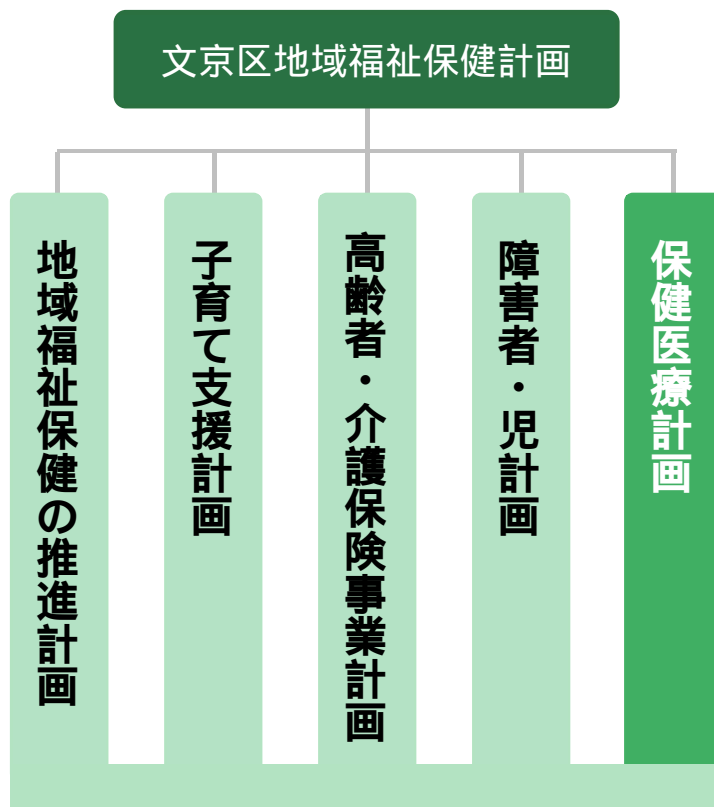 文京区地域福祉保健計画
地域福祉保健の推進計画
子育て支援計画
高齢者・介護保険事業計画
障害者・児計画
保健医療計画